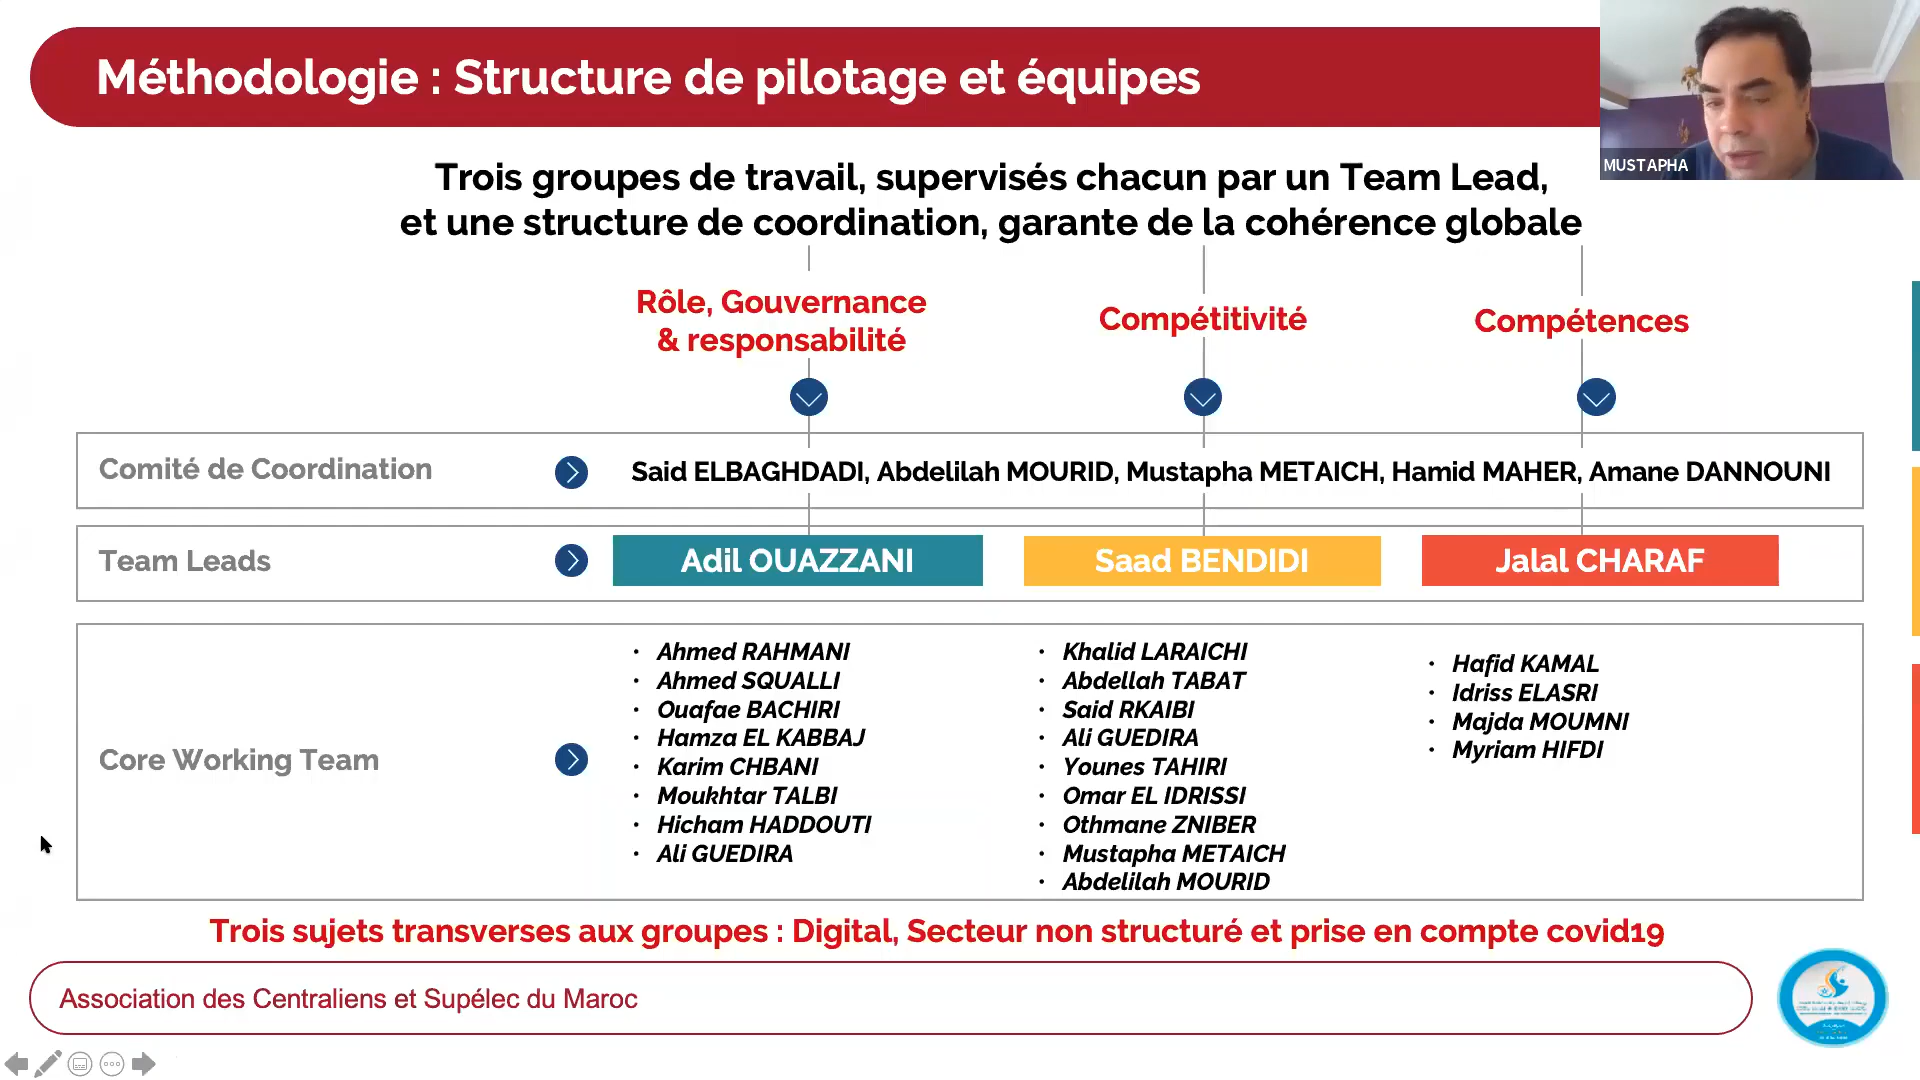 Méthodologie : Structure de pilotage et équipes
MUSTAPHA
Trois groupes de travail, supervisés chacun par un Team Lead,
et une structure de coordination, garante de la cohérence globale
Rôle, Gouvernance
& responsabilité
Compétitivité
Compétences
Comité de Coordination
Said ELBAGHDADI, Abdelilah MOURID, Mustapha METAICH, Hamid MAHER, Amane DANNOUNI
Team Leads
Adil OUAZZANI
Saad BENDIDI
Jalal CHARAF
Core Working Team
• Ahmed RAHMANI
• Ahmed SQUALLI
• Ouafae BACHIRI
• Hamza EL KABBAJ
• Karim CHBANI
• Moukhtar TALBI
• Hicham HADDOUTI
• Ali GUEDIRA
• Khalid LARAICHI
• Abdellah TABAT
• Said RKAIBI
• Ali GUEDIRA
• Younes TAHIRI
• Omar EL IDRISSI
• Othmane ZNIBER
• Mustapha METAICH
• Abdelilah MOURID
• Hafid KAMAL
• Idriss ELASRI
• Majda MOUMNI
• Myriam HIFDI
Trois sujets transverses aux groupes : Digital, Secteur non structuré et prise en compte covid19
Association des Centraliens et Supélec du Maroc